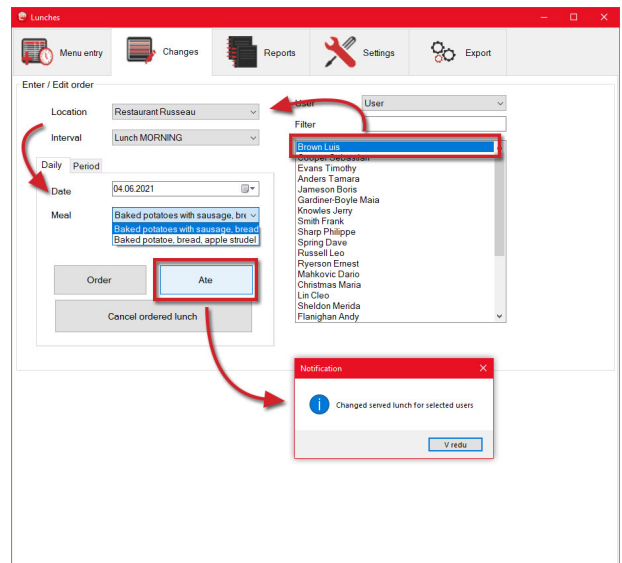 Lunches
Menu entry
Changes
Reports
Settings
Export
Enter / Edit order
Location
Restaurant Russeau
Interval
Lunch MORNING
Daily
Period
Date
04.06.2021
Meal
Baked potatoes with sausage, bre
Baked potatoes with sausage, bread
Baked potatoe, bread, apple strudel
Order
Ate
Cancel ordered lunch
User
User
Filter
Brown Luis
Cooper Sebastian
Evans Timothy
Anders Tamara
Jameson Boris
Gardiner-Boyle Maia
Knowles Jerry
Smith Frank
Sharp Philippe
Spring Dave
Russell Leo
Ryerson Ernest
Mahkovic Dario
Christmas Maria
Lin Cleo
Sheldon Merida
Flanighan Andy
Notification
Changed served lunch for selected users
V redu